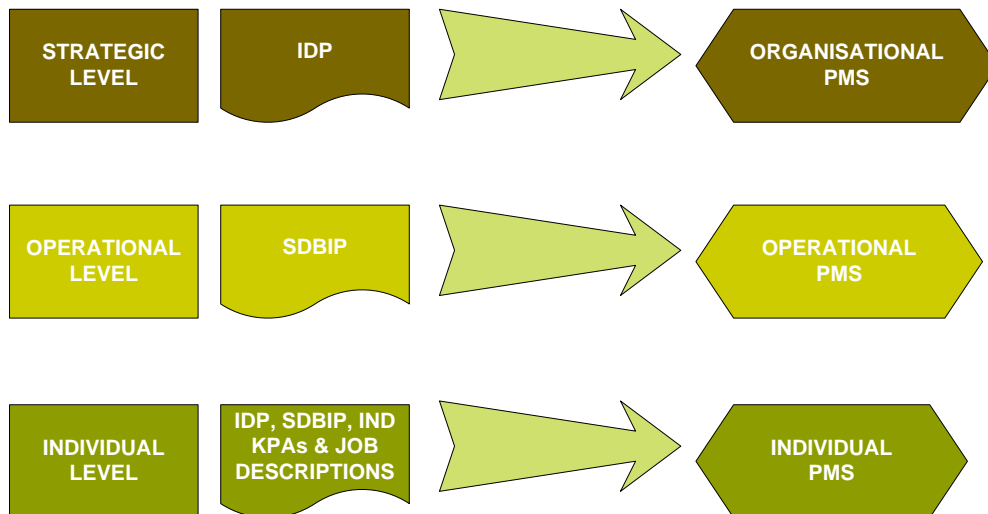 STRATEGIC
LEVEL
IDP
ORGANISATIONAL
PMS
OPERATIONAL
LEVEL
SDBIP
OPERATIONAL
PMS
INDIVIDUAL
LEVEL
IDP, SDBIP, IND
KPAs & JOB
DESCRIPTIONS
INDIVIDUAL
PMS